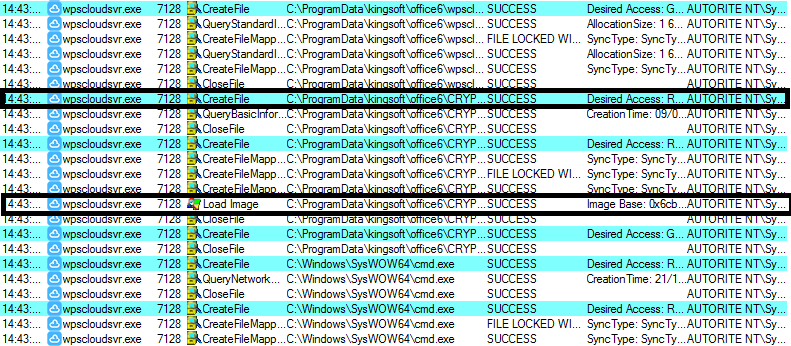 14:43:... wpscloudsvr.exe 7128 CreateFile C:\ProgramData\kingsoft\office6\wpscl... SUCCESS Desired Access: G... AUTORITE NT\Sy...
14:43:... wpscloudsvr.exe 7128 QueryStandardI... C:\ProgramData\kingsoft\office6\wpscl... SUCCESS AllocationSize: 1 6... AUTORITE NT\Sy...
14:43:... wpscloudsvr.exe 7128 CreateFileMapp... C:\ProgramData\kingsoft\office6\wpscl... FILE LOCKED WI... SyncType: SyncTy... AUTORITE NT\Sy...
14:43:... wpscloudsvr.exe 7128 QueryStandardI... C:\ProgramData\kingsoft\office6\wpscl... SUCCESS AllocationSize: 1 6... AUTORITE NT\Sy...
14:43:... wpscloudsvr.exe 7128 CreateFileMapp... C:\ProgramData\kingsoft\office6\wpscl... SUCCESS SyncType: SyncTy... AUTORITE NT\Sy...
14:43:... wpscloudsvr.exe 7128 CloseFile C:\ProgramData\kingsoft\office6\wpscl... SUCCESS AUTORITE NT\Sy...
4:43:... wpscloudsvr.exe 7128 CreateFile C:\ProgramData\kingsoft\office6\CRYP... SUCCESS Desired Access: R... AUTORITE NT\Sy...
14:43:... wpscloudsvr.exe 7128 QueryBasicInfor... C:\ProgramData\kingsoft\office6\CRYP... SUCCESS CreationTime: 09/0... AUTORITE NT\Sy...
14:43:... wpscloudsvr.exe 7128 CloseFile C:\ProgramData\kingsoft\office6\CRYP... SUCCESS AUTORITE NT\Sy...
14:43:... wpscloudsvr.exe 7128 CreateFile C:\ProgramData\kingsoft\office6\CRYP... SUCCESS Desired Access: R... AUTORITE NT\Sy...
14:43:... wpscloudsvr.exe 7128 CreateFileMapp... C:\ProgramData\kingsoft\office6\CRYP... FILE LOCKED WI... SyncType: SyncTy... AUTORITE NT\Sy...
14:43:... wpscloudsvr.exe 7128 CreateFileMapp... C:\ProgramData\kingsoft\office6\CRYP... SUCCESS SyncType: SyncTy... AUTORITE NT\Sy...
4:43:... wpscloudsvr.exe 7128 Load Image C:\ProgramData\kingsoft\office6\CRYP... SUCCESS Image Base: 0x6cb... AUTORITE NT\Sy...
14:43:... wpscloudsvr.exe 7128 CloseFile C:\ProgramData\kingsoft\office6\CRYP... SUCCESS AUTORITE NT\Sy...
14:43:... wpscloudsvr.exe 7128 CreateFile C:\ProgramData\kingsoft\office6\CRYP... SUCCESS Desired Access: G... AUTORITE NT\Sy...
14:43:... wpscloudsvr.exe 7128 CloseFile C:\ProgramData\kingsoft\office6\CRYP... SUCCESS AUTORITE NT\Sy...
14:43:... wpscloudsvr.exe 7128 CreateFile C:\Windows\SysWOW64\cmd.exe SUCCESS Desired Access: R... AUTORITE NT\Sy...
14:43:... wpscloudsvr.exe 7128 QueryNetwork... C:\Windows\SysWOW64\cmd.exe SUCCESS CreationTime: 21/1... AUTORITE NT\Sy...
14:43:... wpscloudsvr.exe 7128 CloseFile C:\Windows\SysWOW64\cmd.exe SUCCESS AUTORITE NT\Sy...
14:43:... wpscloudsvr.exe 7128 CreateFile C:\Windows\SysWOW64\cmd.exe SUCCESS Desired Access: R... AUTORITE NT\Sy...
14:43:... wpscloudsvr.exe 7128 CreateFileMapp... C:\Windows\SysWOW64\cmd.exe FILE LOCKED WI... SyncType: SyncTy... AUTORITE NT\Sy...
14:43:... wpscloudsvr.exe 7128 CreateFileMapp... C:\Windows\SysWOW64\cmd.exe SUCCESS SyncType: SyncTy... AUTORITE NT\Sy...